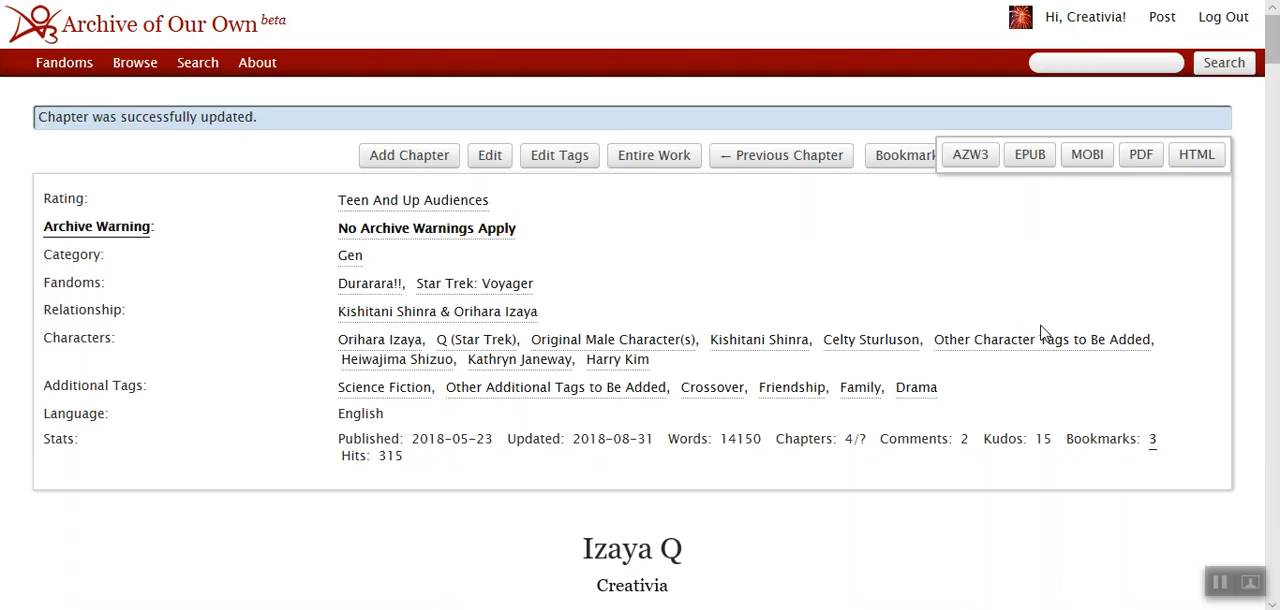 Archive of Our Own beta
Hi, Creativia! Post Log Out
Fandoms Browse Search About Search
Chapter was successfully updated.
Add Chapter Edit Edit Tags Entire Work ← Previous Chapter Bookmark AZW3 EPUB MOBI PDF HTML
Rating: Teen And Up Audiences
Archive Warning: No Archive Warnings Apply
Category: Gen
Fandoms: Durarara!!, Star Trek: Voyager
Relationship: Kishitani Shinra & Orihara Izaya
Characters: Orihara Izaya, Q (Star Trek), Original Male Character(s), Kishitani Shinra, Celty Sturluson, Other Character Tags to Be Added,
Heiwajima Shizuo, Kathryn Janeway, Harry Kim
Additional Tags: Science Fiction, Other Additional Tags to Be Added, Crossover, Friendship, Family, Drama
Language: English
Stats: Published: 2018-05-23 Updated: 2018-08-31 Words: 14150 Chapters: 4/? Comments: 2 Kudos: 15 Bookmarks: 3
Hits: 315
Izaya Q
Creativia